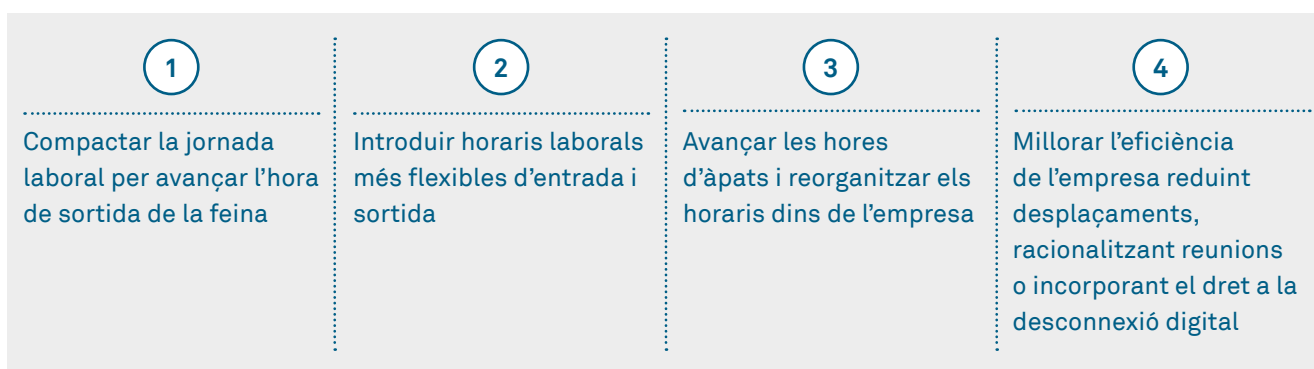 1
Compactar la jornada
laboral per avançar l’hora
de sortida de la feina
2
Introduir horaris laborals
més flexibles d’entrada i
sortida
3
Avançar les hores
d’àpats i reorganitzar els
horaris dins de l’empresa
4
Millorar l’eficiència
de l’empresa reduint
desplaçaments,
racionalitzant reunions
o incorporant el dret a la
desconnexió digital